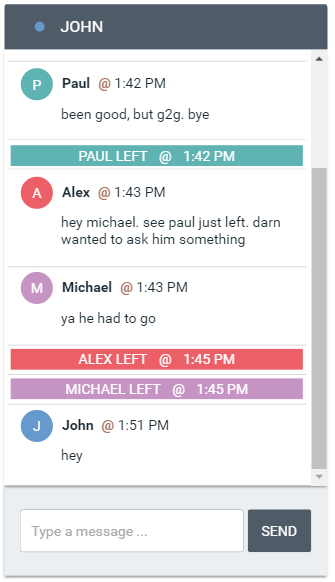 JOHN
P Paul @ 1:42 PM
been good, but g2g. bye
PAUL LEFT @ 1:42 PM
A Alex @ 1:43 PM
hey michael. see paul just left. darn
wanted to ask him something
M Michael @ 1:43 PM
ya he had to go
ALEX LEFT @ 1:45 PM
MICHAEL LEFT @ 1:45 PM
J John @ 1:51 PM
hey
Type a message ... SEND